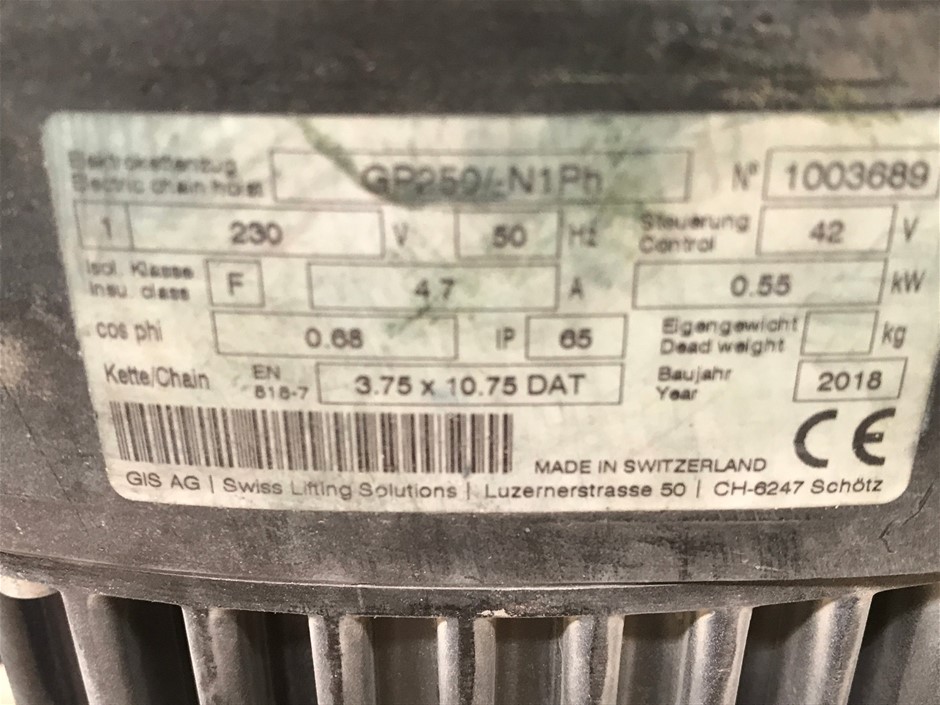 Elektrokettenzug GP250/-N1Ph N° 1003689
Electric chain hoist
1 230 V 50 Hz Steuerung Control 42 V
Isol. Klasse Insu. class F 4.7 A 0.55 kW
cos phi 0.68 IP 65 Eigengewicht Dead weight kg
Kette/Chain EN 818-7 3.75 x 10.75 DAT Baujahr Year 2018
CE
MADE IN SWITZERLAND
GIS AG | Swiss Lifting Solutions | Luzernerstrasse 50 | CH-6247 Schötz